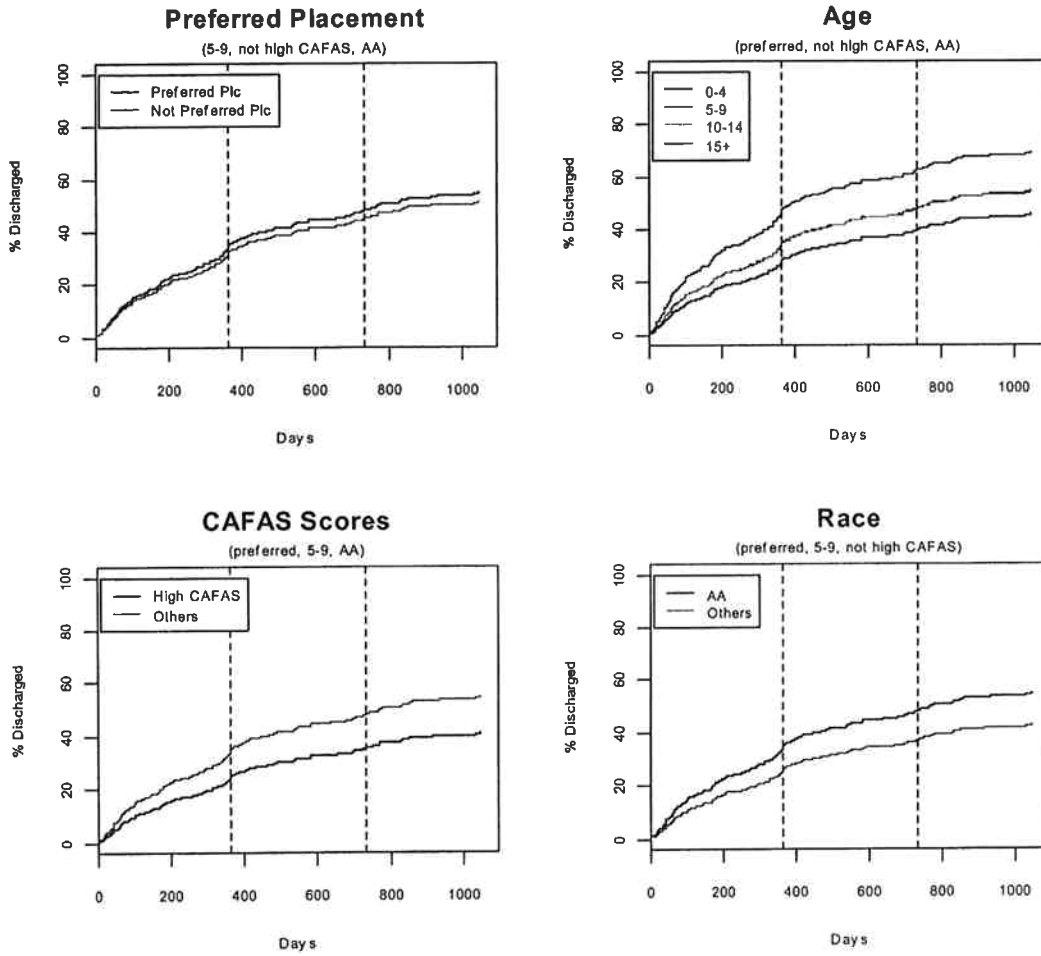 Preferred Placement
(5-9, not high CAFAS, AA)
% Discharged
100
80
60
40
20
0
Preferred Plc
Not Preferred Plc
0 200 400 600 800 1000
Days
Age
(preferred, not high CAFAS, AA)
% Discharged
100
80
60
40
20
0
0-4
5-9
10-14
15+
0 200 400 600 800 1000
Days
CAFAS Scores
(preferred, 5-9, AA)
% Discharged
100
80
60
40
20
0
High CAFAS
Others
0 200 400 600 800 1000
Days
Race
(preferred, 5-9, not high CAFAS)
% Discharged
100
80
60
40
20
0
AA
Others
0 200 400 600 800 1000
Days